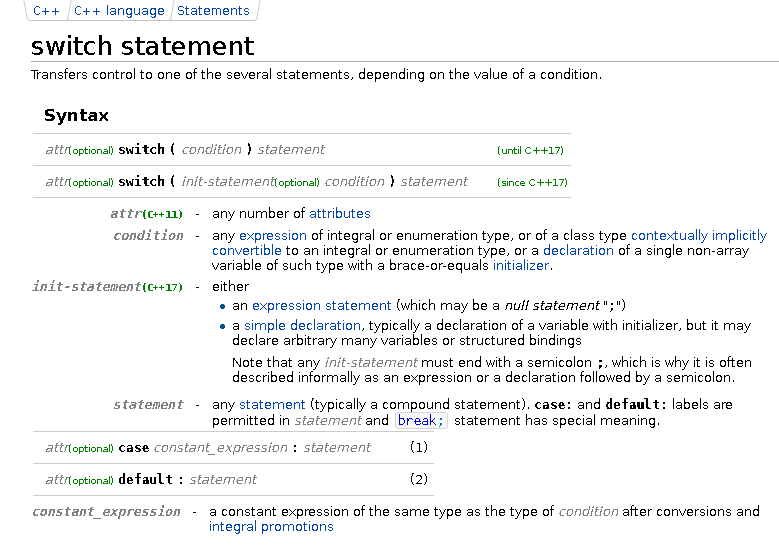 C++ C++ language Statements
switch statement
Transfers control to one of the several statements, depending on the value of a condition.
Syntax
attr(optional) switch ( condition ) statement (until C++17)
attr(optional) switch ( init-statement(optional) condition ) statement (since C++17)
attr(C++11) - any number of attributes
condition - any expression of integral or enumeration type, or of a class type contextually implicitly
convertible to an integral or enumeration type, or a declaration of a single non-array
variable of such type with a brace-or-equals initializer.
init-statement(C++17) - either
• an expression statement (which may be a null statement ";")
• a simple declaration, typically a declaration of a variable with initializer, but it may
declare arbitrary many variables or structured bindings
Note that any init-statement must end with a semicolon ;, which is why it is often
described informally as an expression or a declaration followed by a semicolon.
statement - any statement (typically a compound statement). case: and default: labels are
permitted in statement and break; statement has special meaning.
attr(optional) case constant_expression : statement (1)
attr(optional) default : statement (2)
constant_expression - a constant expression of the same type as the type of condition after conversions and
integral promotions